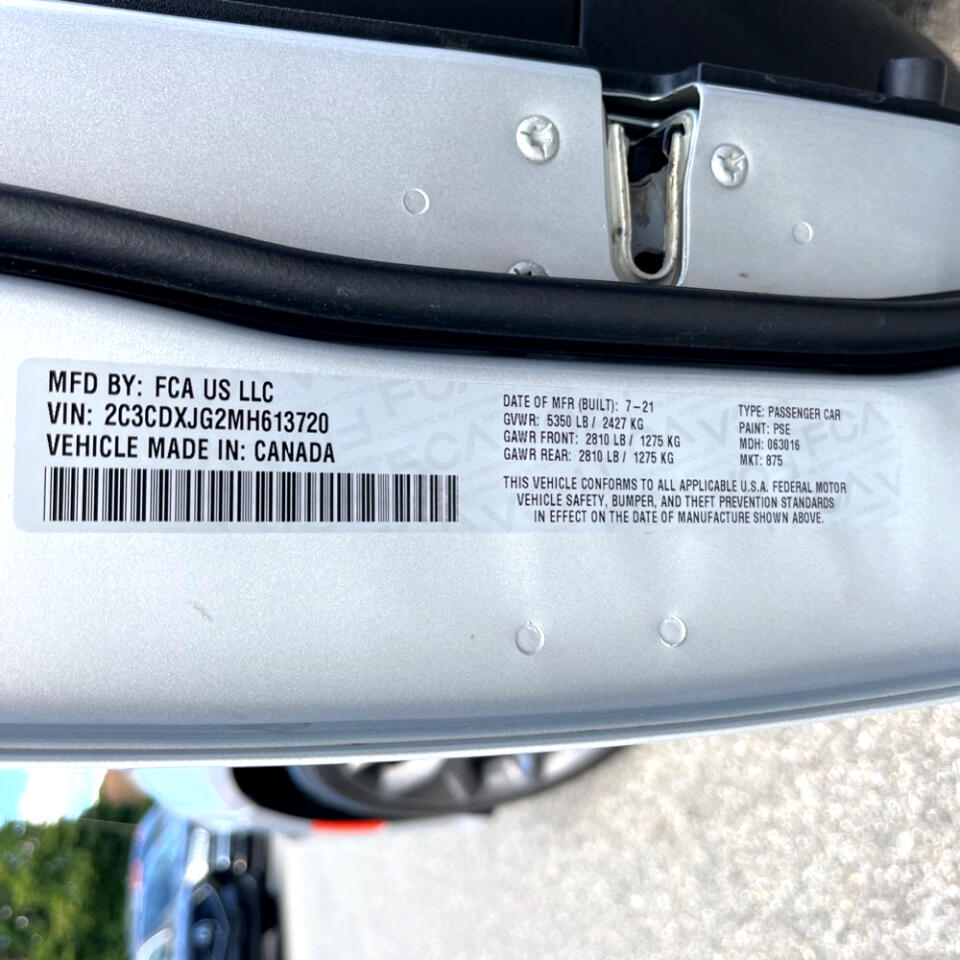 MFD BY: FCA US LLC
VIN: 2C3CDXJG2MH613720
VEHICLE MADE IN: CANADA
DATE OF MFR (BUILT): 7-21
GVWR: 5350 LB / 2427 KG
GAWR FRONT: 2810 LB / 1275 KG
GAWR REAR: 2810 LB / 1275 KG
TYPE: PASSENGER CAR
PAINT: PSE
MDH: 063016
MKT: 875
THIS VEHICLE CONFORMS TO ALL APPLICABLE U.S.A. FEDERAL MOTOR
VEHICLE SAFETY, BUMPER, AND THEFT PREVENTION STANDARDS
IN EFFECT ON THE DATE OF MANUFACTURE SHOWN ABOVE.